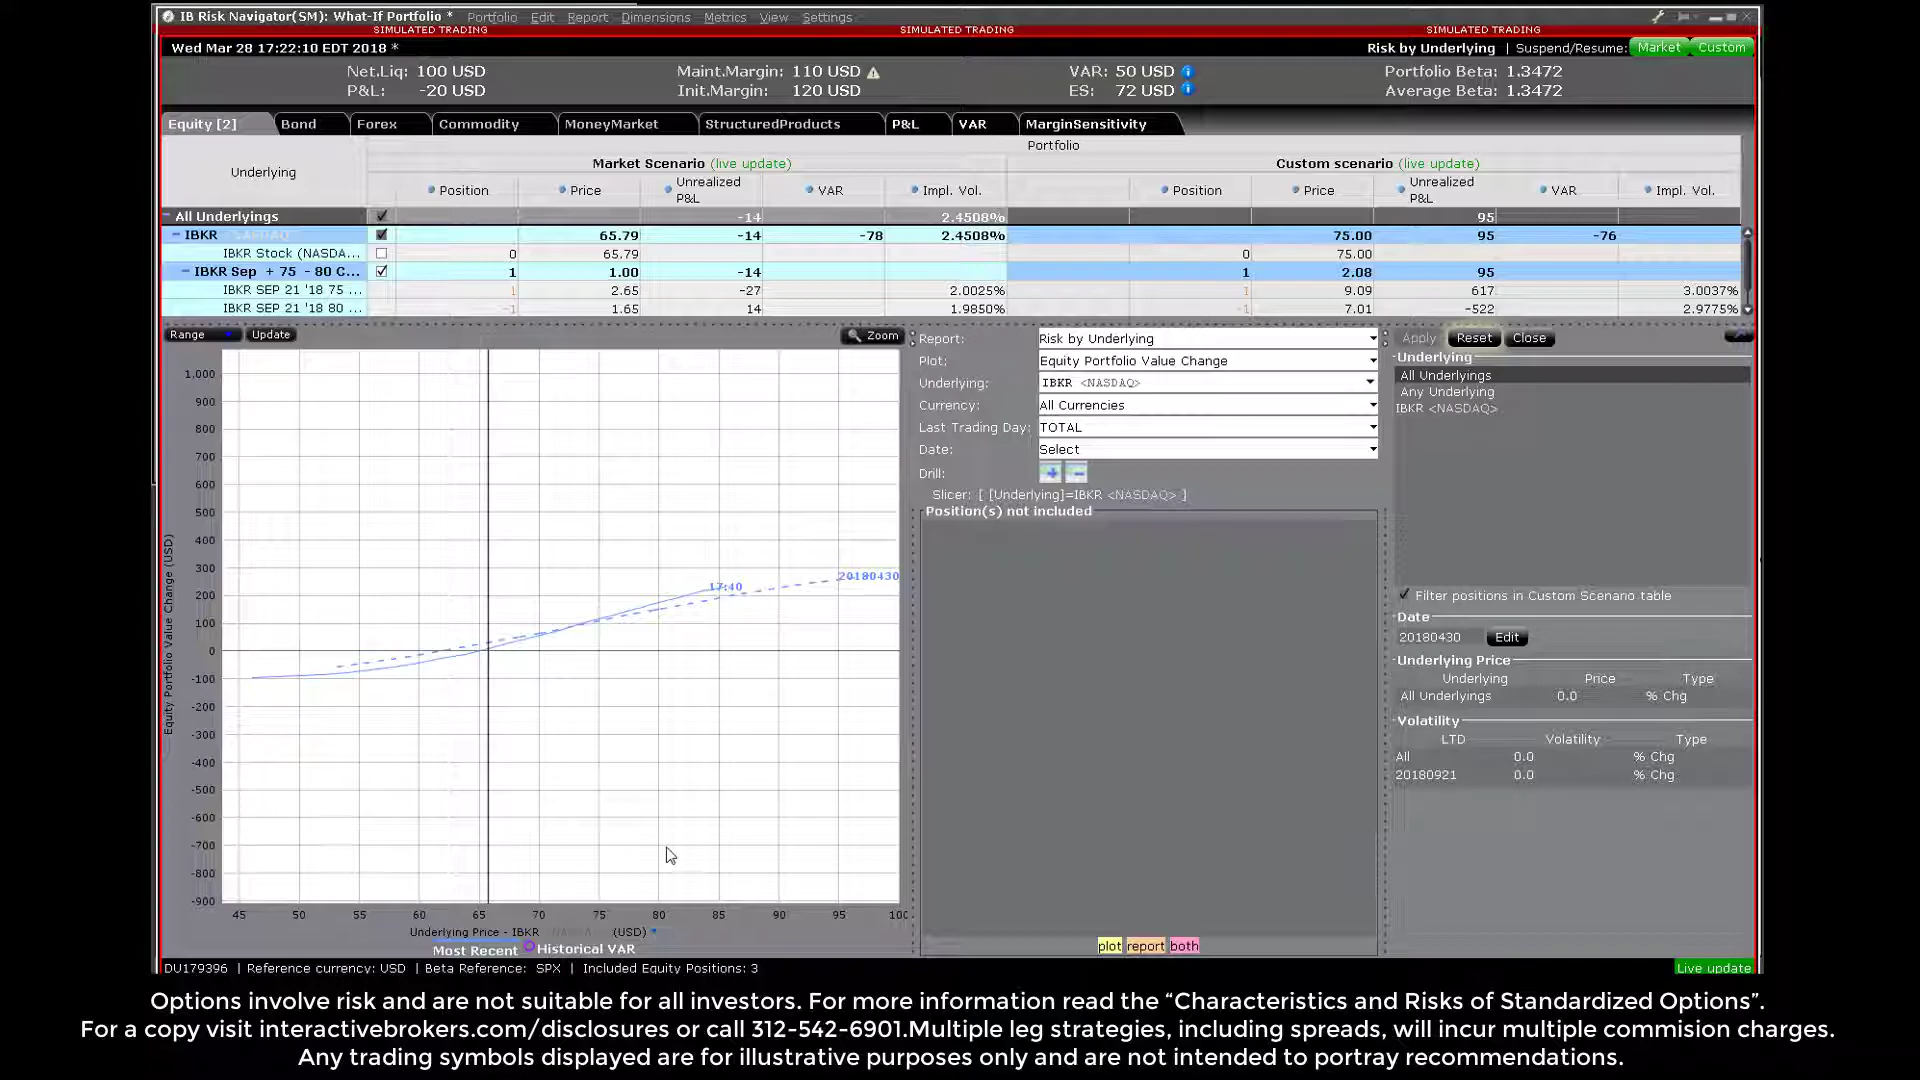 IB Risk Navigator(SM): What-If Portfolio * Portfolio Edit Report Dimensions Metrics View Settings
SIMULATED TRADING SIMULATED TRADING SIMULATED TRADING
Wed Mar 28 17:22:10 EDT 2018 * Risk by Underlying | Suspend/Resume: Market Custom
Net.Liq: 100 USD Maint.Margin: 110 USD VAR: 50 USD Portfolio Beta: 1.3472
P&L: -20 USD Init.Margin: 120 USD ES: 72 USD Average Beta: 1.3472
Equity [2] Bond Forex Commodity MoneyMarket StructuredProducts P&L VAR MarginSensitivity
Portfolio
Underlying Market Scenario (live update) Custom scenario (live update)
Position Price Unrealized P&L VAR Impl. Vol. Position Price Unrealized P&L VAR Impl. Vol.
All Underlyings -14 2.4508% 95
IBKR 65.79 -14 -78 2.4508% 75.00 95 -76
IBKR Stock (NASDA... 0 65.79 0 75.00
IBKR Sep + 75 - 80 C... 1 1.00 -14 1 2.08 95
IBKR SEP 21 '18 75 ... 1 2.65 -27 2.0025% 1 9.09 617 3.0037%
IBKR SEP 21 '18 80 ... -1 1.65 14 1.9850% -1 7.01 -522 2.9775%
Range Update Zoom
1,000
900
800
700
600
500
400
300
200
100
0
-100
-200
-300
-400
-500
-600
-700
-800
-900
Equity Portfolio Value Change (USD)
17:40
20180430
45 50 55 60 65 70 75 80 85 90 95 100
Underlying Price - IBKR (USD)
Most Recent Historical VAR
Report: Risk by Underlying
Plot: Equity Portfolio Value Change
Underlying: IBKR <NASDAQ>
Currency: All Currencies
Last Trading Day: TOTAL
Date: Select
Drill: + -
Slicer: [ [Underlying]=IBKR <NASDAQ> ]
Position(s) not included
plot report both
Apply Reset Close
Underlying
All Underlyings
Any Underlying
IBKR <NASDAQ>
Filter positions in Custom Scenario table
Date
20180430 Edit
Underlying Price
Underlying Price Type
All Underlyings 0.0 % Chg
Volatility
LTD Volatility Type
All 0.0 % Chg
20180921 0.0 % Chg
DU179396 | Reference currency: USD | Beta Reference: SPX | Included Equity Positions: 3 Live update
Options involve risk and are not suitable for all investors. For more information read the “Characteristics and Risks of Standardized Options”.
For a copy visit interactivebrokers.com/disclosures or call 312-542-6901.Multiple leg strategies, including spreads, will incur multiple commision charges.
Any trading symbols displayed are for illustrative purposes only and are not intended to portray recommendations.